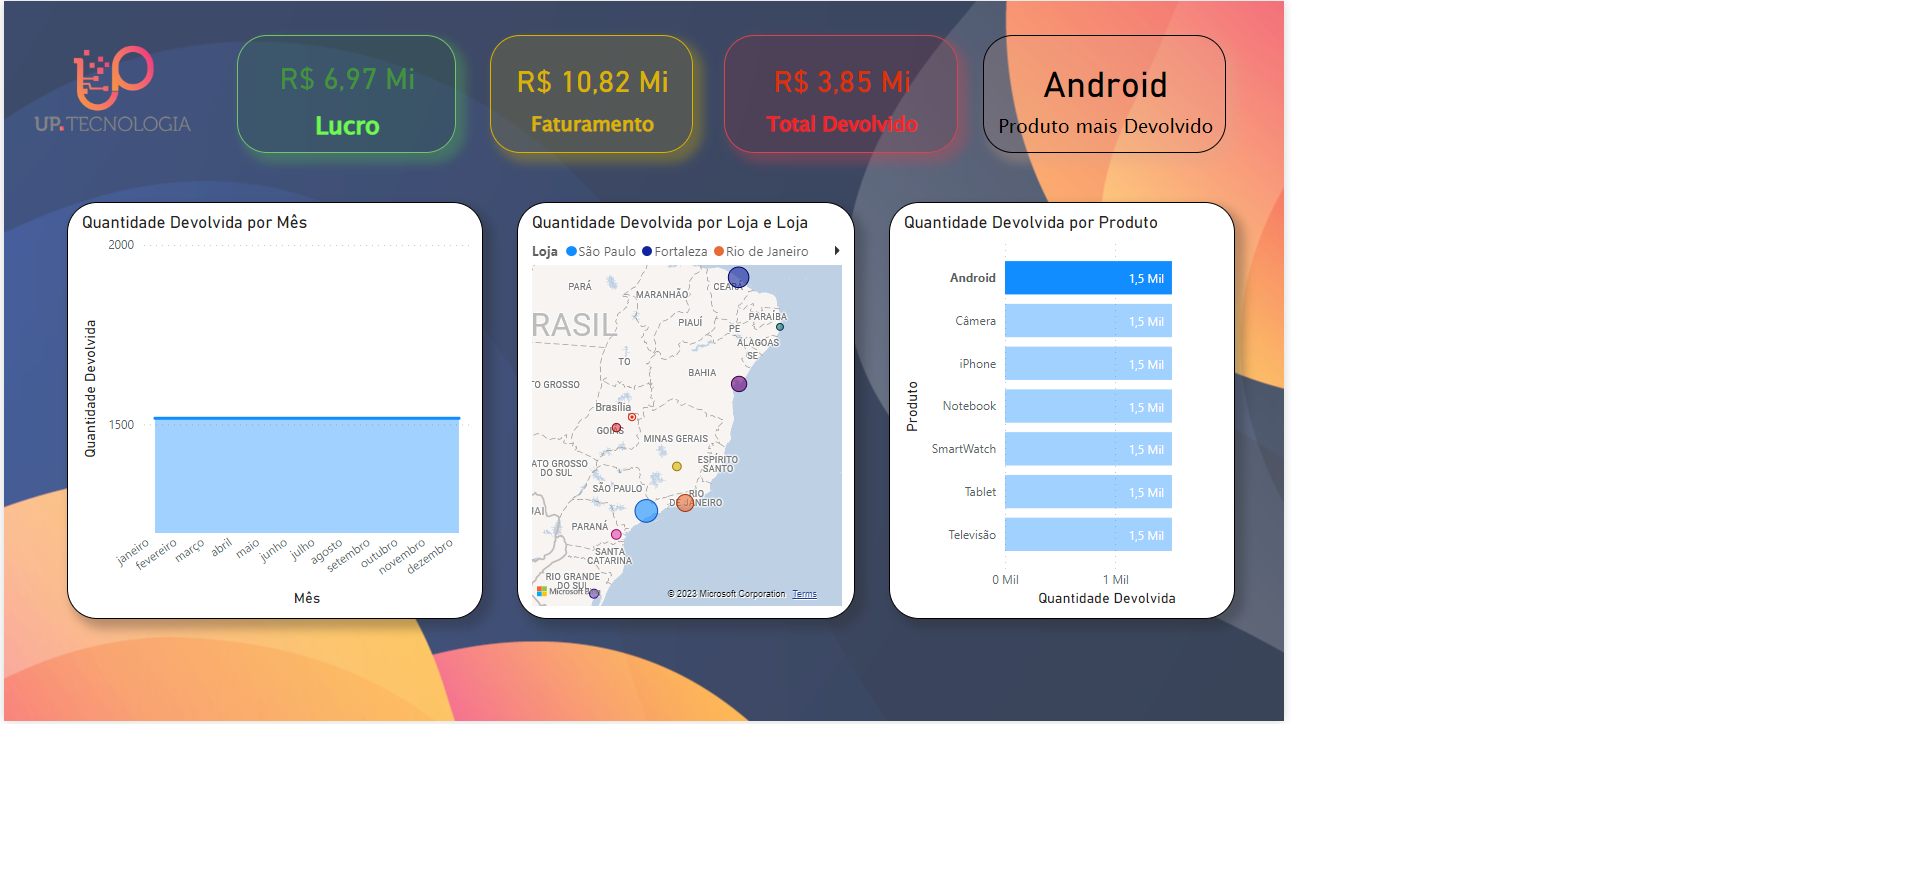 UP.TECNOLOGIA
R$ 6,97 Mi
Lucro
R$ 10,82 Mi
Faturamento
R$ 3,85 Mi
Total Devolvido
Android
Produto mais Devolvido
Quantidade Devolvida por Mês
Quantidade Devolvida
2000
1500
janeiro
fevereiro
março
abril
maio
junho
julho
agosto
setembro
outubro
novembro
dezembro
Mês
Quantidade Devolvida por Loja e Loja
Loja São Paulo Fortaleza Rio de Janeiro
PARÁ
MARANHÃO
CEARÁ
RASIL
PIAUÍ
PARAÍBA
PE
ALAGOAS
SE
TO
TO GROSSO
BAHIA
Brasília
GOIÁS
MINAS GERAIS
ATO GROSSO
DO SUL
ESPÍRITO
SANTO
SÃO PAULO
RIO
DE JANEIRO
UAI
PARANÁ
SANTA
CATARINA
RIO GRANDE
DO SUL
Microsoft Bing
© 2023 Microsoft Corporation Terms
Quantidade Devolvida por Produto
Produto
Android 1,5 Mil
Câmera 1,5 Mil
iPhone 1,5 Mil
Notebook 1,5 Mil
SmartWatch 1,5 Mil
Tablet 1,5 Mil
Televisão 1,5 Mil
0 Mil 1 Mil
Quantidade Devolvida